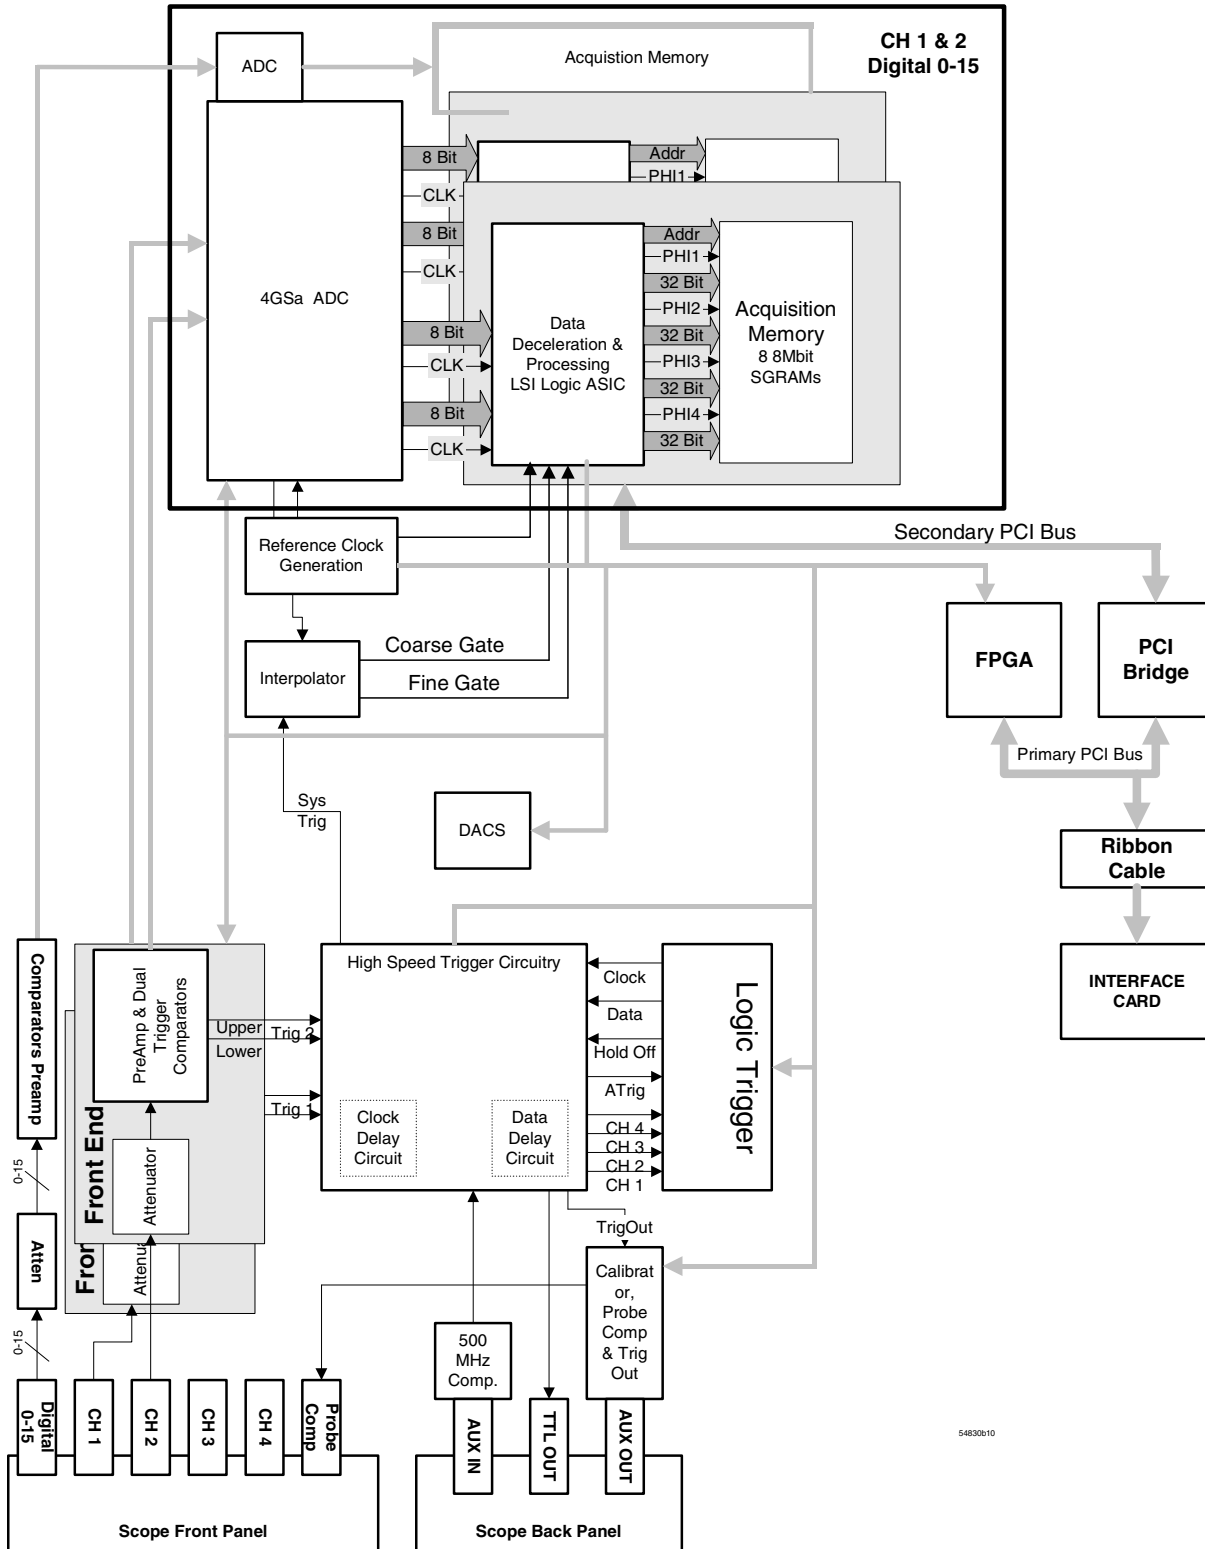 CH 1 & 2
Digital 0-15
ADC
Acquistion Memory
8 Bit
CLK
8 Bit
CLK
8 Bit
CLK
8 Bit
CLK
Addr
PHI1
4GSa ADC
Data
Deceleration &
Processing
LSI Logic ASIC
Addr
PHI1
32 Bit
PHI2
32 Bit
PHI3
32 Bit
PHI4
32 Bit
Acquisition
Memory
8 8Mbit
SGRAMs
Reference Clock
Generation
Secondary PCI Bus
Interpolator
Coarse Gate
Fine Gate
FPGA
PCI
Bridge
Primary PCI Bus
Sys
Trig
DACS
Ribbon
Cable
INTERFACE
CARD
Comparators Preamp
PreAmp & Dual
Trigger
Comparators
Upper
Lower
Trig 2
Trig 1
High Speed Trigger Circuitry
Clock
Delay
Circuit
Data
Delay
Circuit
Clock
Data
Hold Off
ATrig
CH 4
CH 3
CH 2
CH 1
Logic Trigger
Front End
Attenuator
Fron
Attenua
0-15
Atten
0-15
TrigOut
Calibrat
or,
Probe
Comp
& Trig
Out
500
MHz
Comp.
Digital
0-15
CH 1
CH 2
CH 3
CH 4
Probe
Comp
AUX IN
TTL OUT
AUX OUT
Scope Front Panel
Scope Back Panel
54830b10